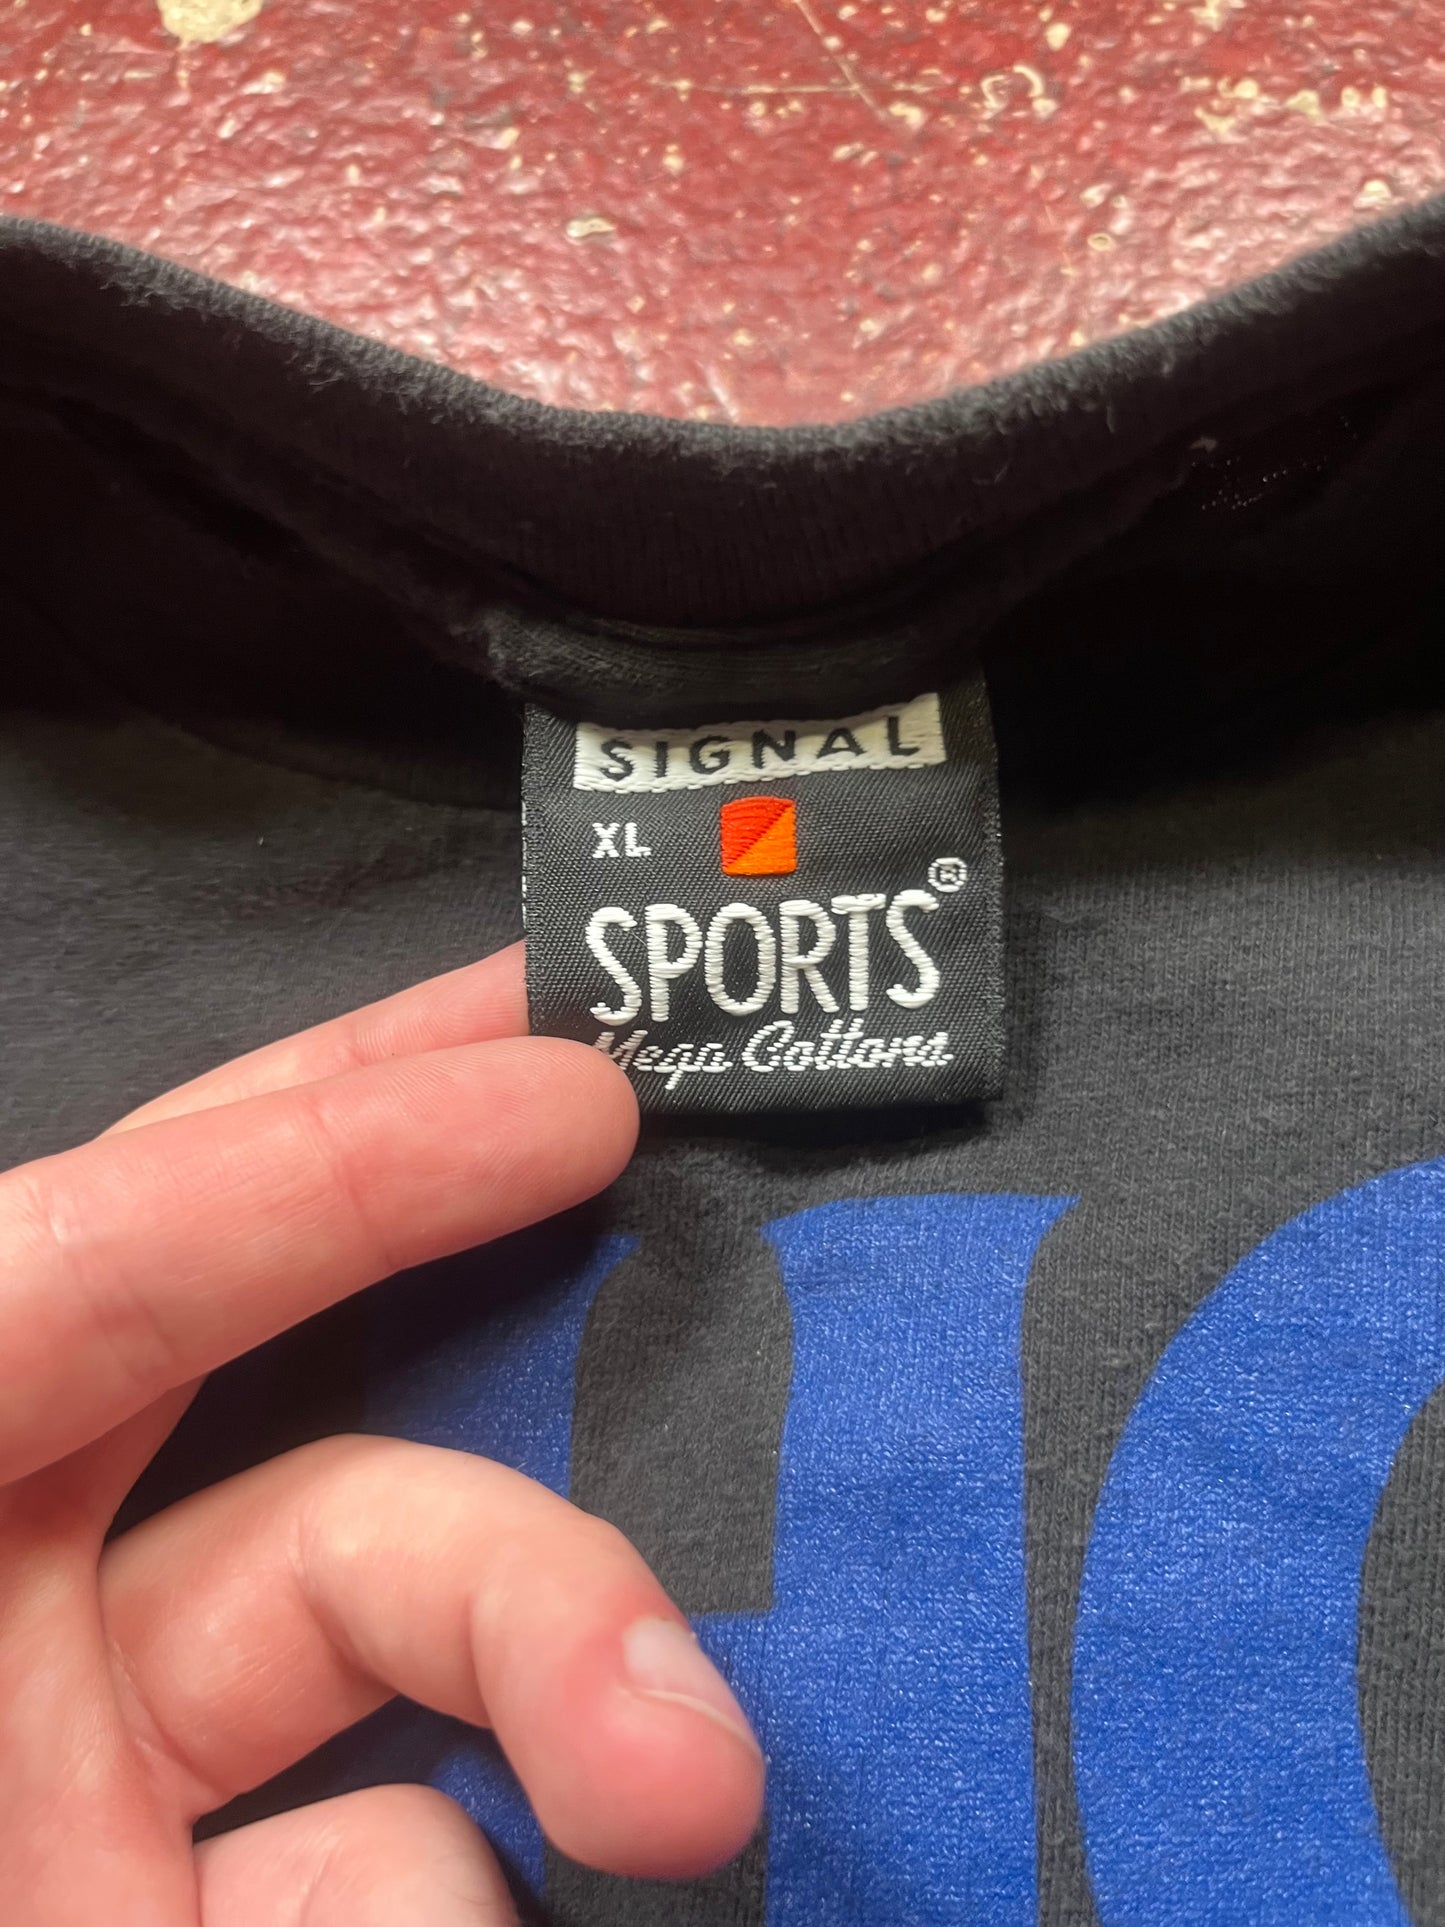 SIGNAL
XL
SPORTS®
Mega Cottons